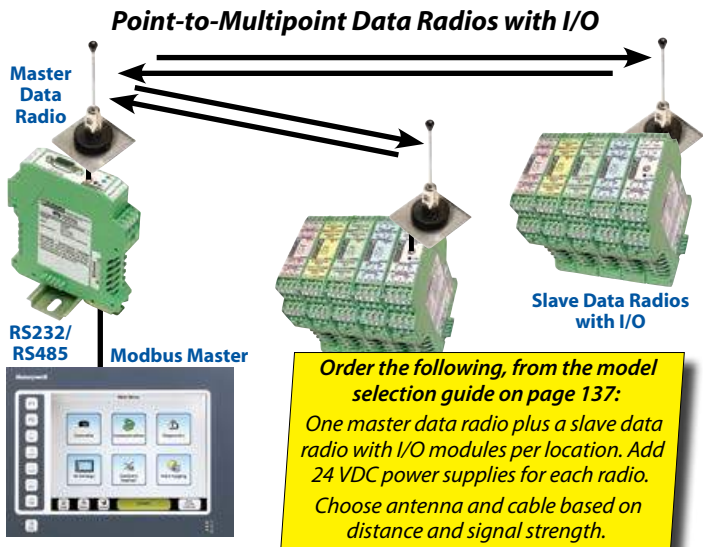 Point-to-Multipoint Data Radios with I/O
Master
Data
Radio
Slave Data Radios
with I/O
RS232/
RS485
Modbus Master
Honeywell
Main Menu
Order the following, from the model
selection guide on page 137:
One master data radio plus a slave data
radio with I/O modules per location. Add
24 VDC power supplies for each radio.
Choose antenna and cable based on
distance and signal strength.